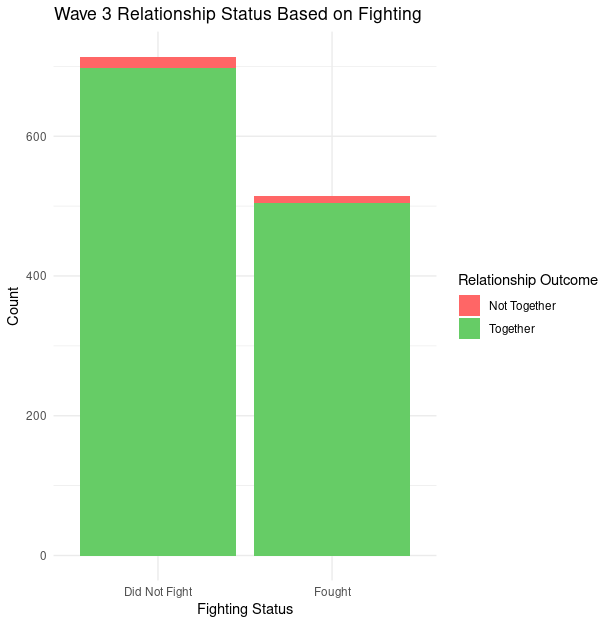 Wave 3 Relationship Status Based on Fighting
Count
600
400
200
0
Did Not Fight
Fought
Fighting Status
Relationship Outcome
Not Together
Together